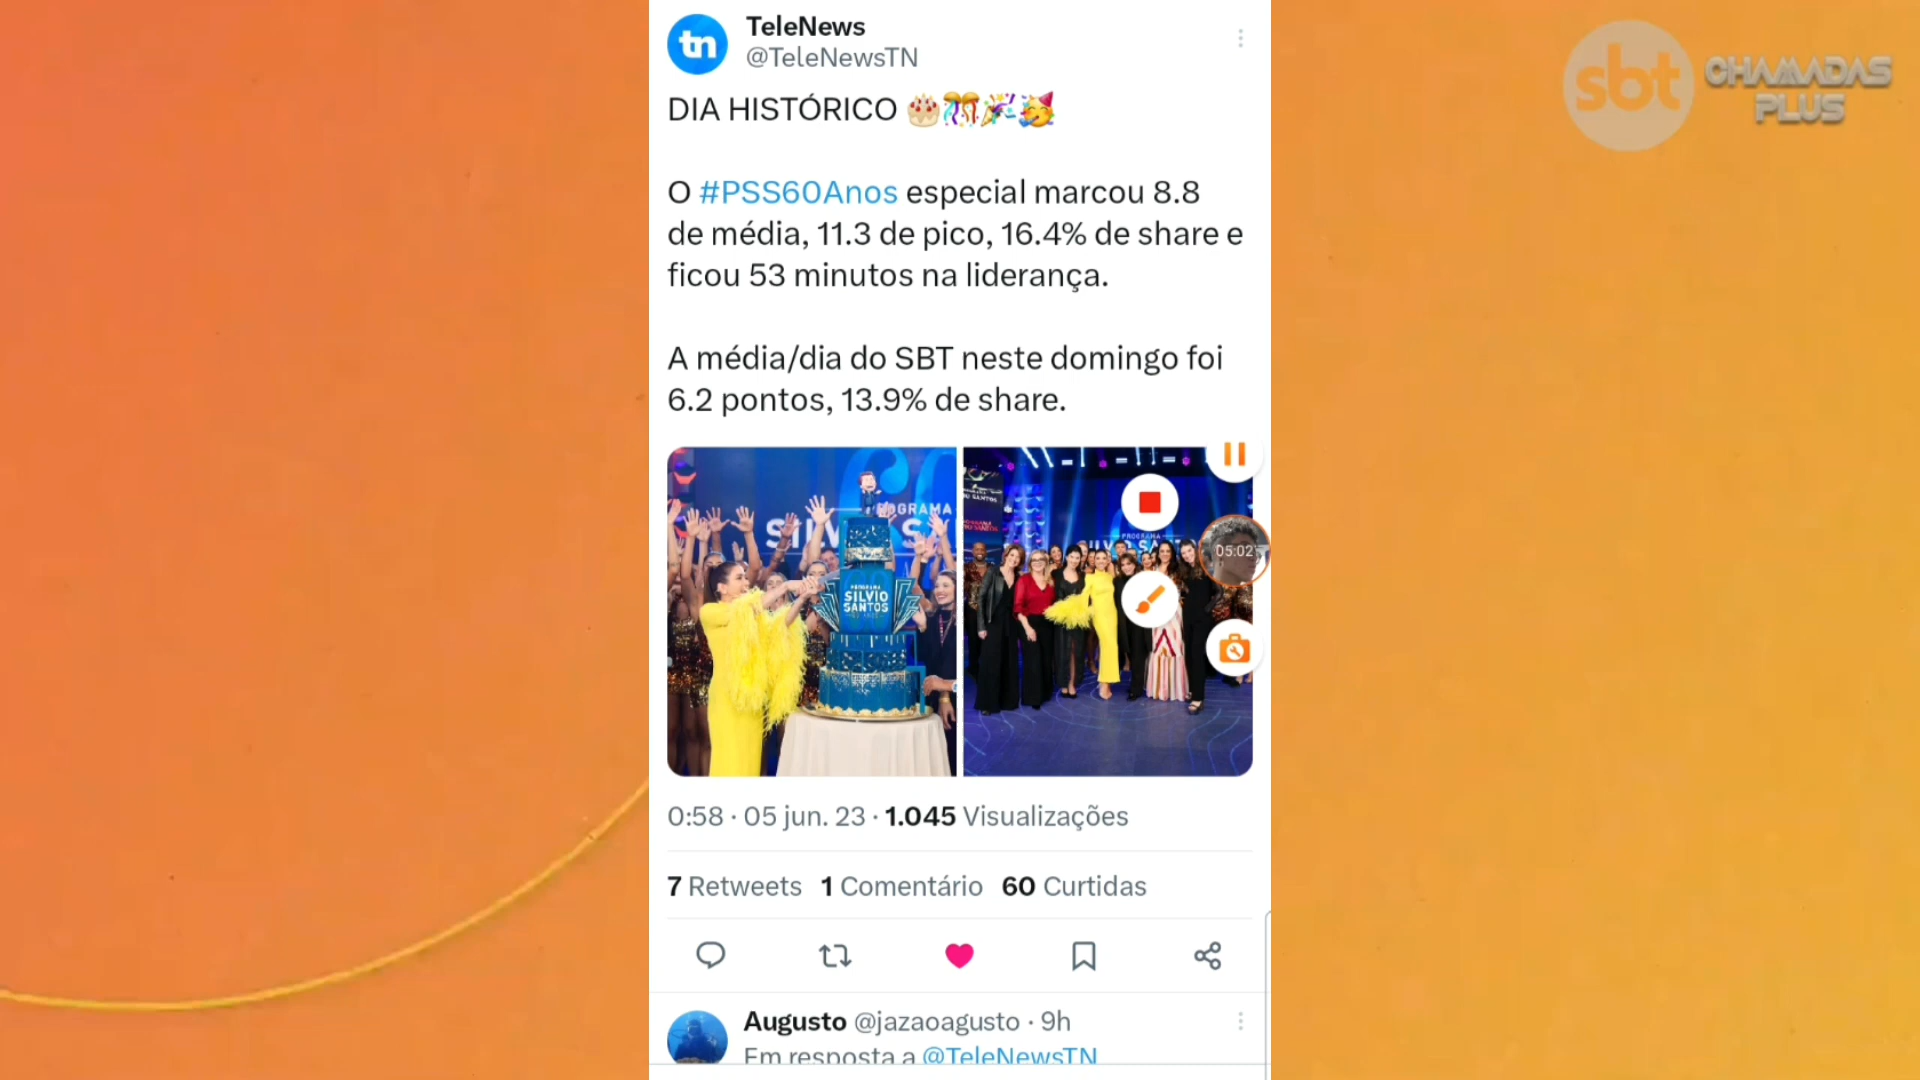 TeleNews
@TeleNewsTN
DIA HISTÓRICO
O #PSS60Anos especial marcou 8.8
de média, 11.3 de pico, 16.4% de share e
ficou 53 minutos na liderança.
A média/dia do SBT neste domingo foi
6.2 pontos, 13.9% de share.
PROGRAMA
SILVIO
SANTOS
05:02
0:58 · 05 jun. 23 · 1.045 Visualizações
7 Retweets 1 Comentário 60 Curtidas
Augusto @jazaoagusto · 9h
Em resposta a @TeleNewsTN
sbt
CHAMADAS
PLUS
tn